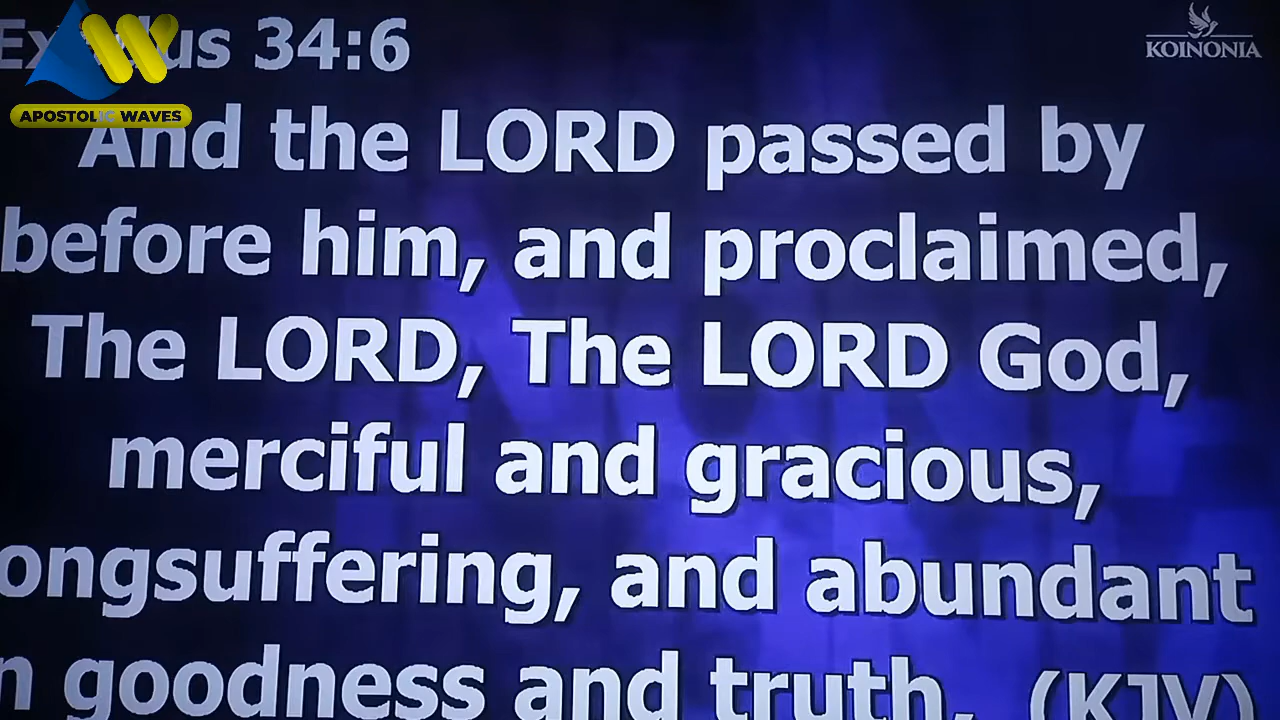 Exodus 34:6
KOINONIA
APOSTOLIC WAVES
And the LORD passed by
before him, and proclaimed,
The LORD, The LORD God,
merciful and gracious,
ongsuffering, and abundant
n goodness and truth, (KJV)